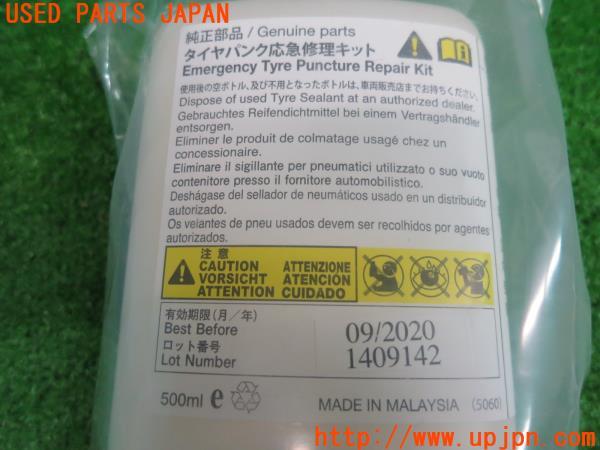 USED PARTS JAPAN
純正部品 / Genuine parts
タイヤパンク応急修理キット
Emergency Tyre Puncture Repair Kit
使用後の空ボトル、及び不用となったボトルは、車両販売店までお持ちください。
Dispose of used Tyre Sealant at an authorized dealer.
Gebrauchtes Reifendichtmittel bei einem Vertragshändler
entsorgen.
Eliminer le produit de colmatage usagé chez un
concessionaire.
Eliminare il sigillante per pneumatici utilizzato o suo vuoto
contenitore presso il fornitore automobilistico.
Deshágase del sellador de neumáticos usado en un distribuidor
autorizado.
Os velantes de pneu usados devem ser recolhidos por agentes
autorizados.
注意
CAUTION ATTENZIONE
VORSICHT ATENCIÓN
ATTENTION CUIDADO
有効期限(月/年)
Best Before 09/2020
ロット番号
Lot Number 1409142
500ml e
MADE IN MALAYSIA (5060)
http://www.upjpn.com/